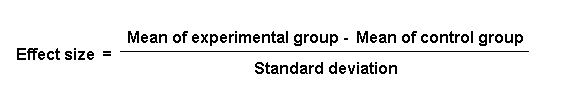 Mean of experimental group - Mean of control group
Effect size =
Standard deviation